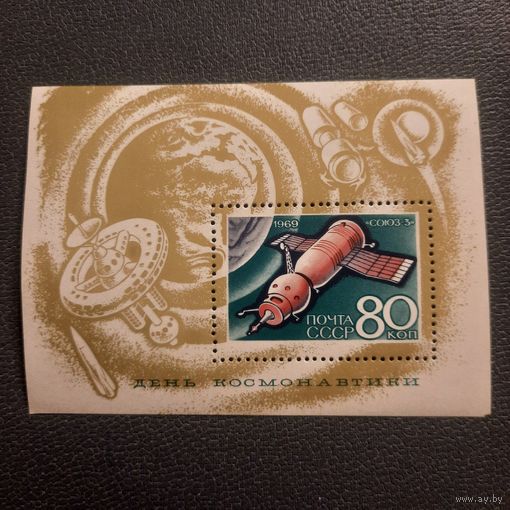 1969 «СОЮЗ-3»
ПОЧТА
СССР 80
КОП
ДЕНЬ КОСМОНАВТИКИ
www.ay.by